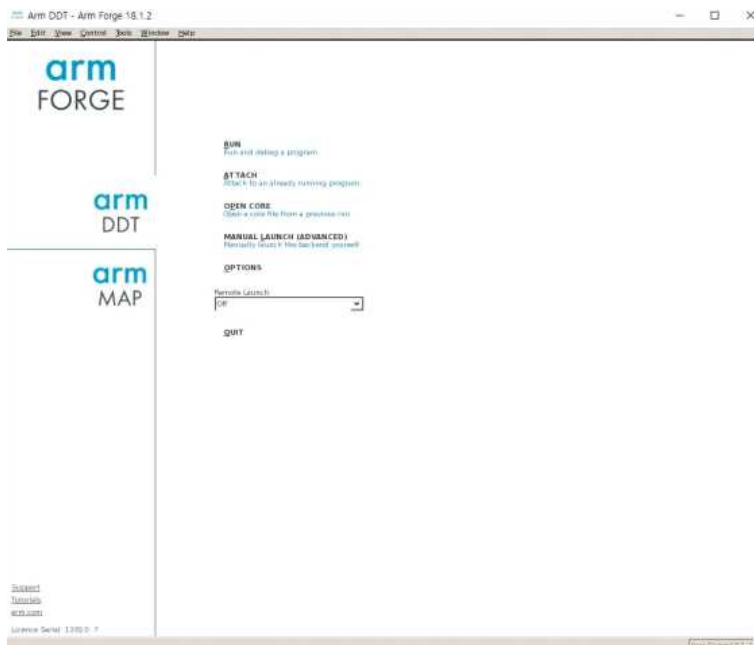 Arm DDT - Arm Forge 18.1.2
File Edit View Control Tools Window Help
arm
FORGE
RUN
Run and debug a program.
ATTACH
Attach to an already running program.
arm
DDT
OPEN CORE
Open a core file from a previous run.
MANUAL LAUNCH (ADVANCED)
Manually launch the backend yourself.
arm
MAP
OPTIONS
Remote Launch:
Off
QUIT
Support
Tutorials
arm.com
Licence Serial: